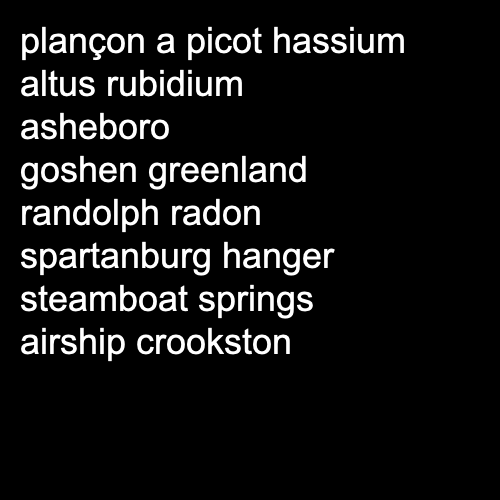 plançon a picot hassium
altus rubidium
asheboro
goshen greenland
randolph radon
spartanburg hanger
steamboat springs
airship crookston